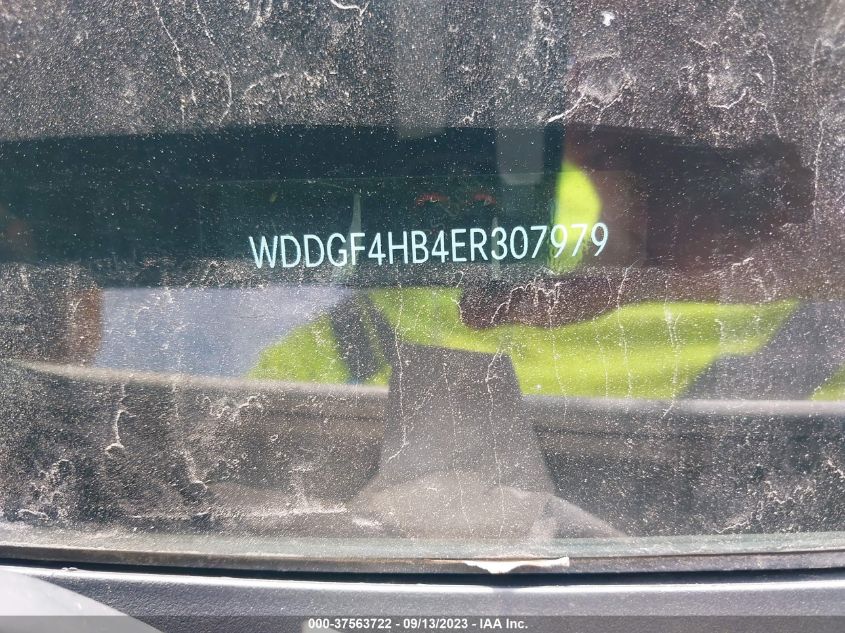 WDDGF4HB4ER307979
000-37563722 / 09/13/2023 - IAA Inc.